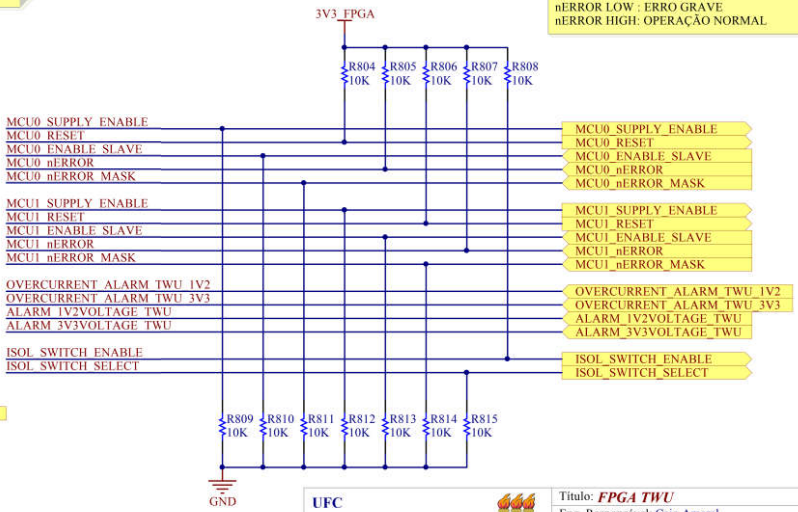 nERROR LOW : ERRO GRAVE
nERROR HIGH: OPERAÇÃO NORMAL
3V3_FPGA
R804 R805 R806 R807 R808
10K 10K 10K 10K 10K
MCU0_SUPPLY_ENABLE MCU0_SUPPLY_ENABLE
MCU0_RESET MCU0_RESET
MCU0_ENABLE_SLAVE MCU0_ENABLE_SLAVE
MCU0_nERROR MCU0_nERROR
MCU0_nERROR_MASK MCU0_nERROR_MASK
MCU1_SUPPLY_ENABLE MCU1_SUPPLY_ENABLE
MCU1_RESET MCU1_RESET
MCU1_ENABLE_SLAVE MCU1_ENABLE_SLAVE
MCU1_nERROR MCU1_nERROR
MCU1_nERROR_MASK MCU1_nERROR_MASK
OVERCURRENT_ALARM_TWU_1V2 OVERCURRENT_ALARM_TWU_1V2
OVERCURRENT_ALARM_TWU_3V3 OVERCURRENT_ALARM_TWU_3V3
ALARM_1V2VOLTAGE_TWU ALARM_1V2VOLTAGE_TWU
ALARM_3V3VOLTAGE_TWU ALARM_3V3VOLTAGE_TWU
ISOL_SWITCH_ENABLE ISOL_SWITCH_ENABLE
ISOL_SWITCH_SELECT ISOL_SWITCH_SELECT
R809 R810 R811 R812 R813 R814 R815
10K 10K 10K 10K 10K 10K 10K
GND
UFC
Título: FPGA TWU